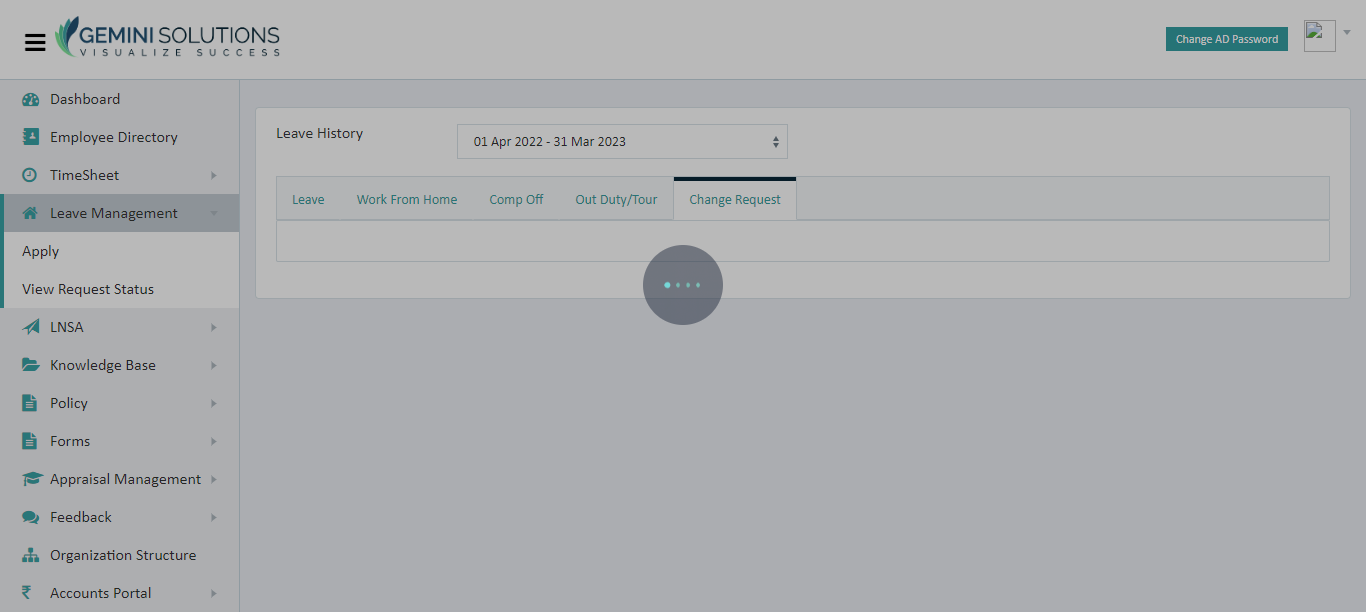 GEMINI SOLUTIONS
VISUALIZE SUCCESS
Change AD Password
Dashboard
Employee Directory
TimeSheet
Leave Management
Apply
View Request Status
LNSA
Knowledge Base
Policy
Forms
Appraisal Management
Feedback
Organization Structure
₹ Accounts Portal
Leave History
01 Apr 2022 - 31 Mar 2023
Leave Work From Home Comp Off Out Duty/Tour Change Request